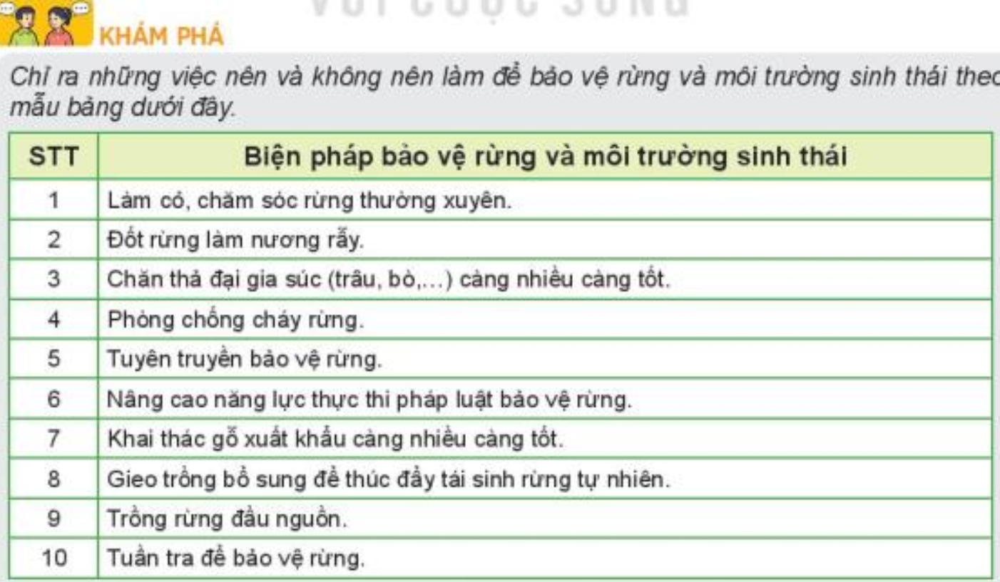 VỚI CUỘC SỐNG
KHÁM PHÁ
Chỉ ra những việc nên và không nên làm để bảo vệ rừng và môi trường sinh thái theo
mẫu bảng dưới đây.
STT Biện pháp bảo vệ rừng và môi trường sinh thái
1 Làm cỏ, chăm sóc rừng thường xuyên.
2 Đốt rừng làm nương rẫy.
3 Chăn thả đại gia súc (trâu, bò,...) càng nhiều càng tốt.
4 Phòng chống cháy rừng.
5 Tuyên truyền bảo vệ rừng.
6 Nâng cao năng lực thực thi pháp luật bảo vệ rừng.
7 Khai thác gỗ xuất khẩu càng nhiều càng tốt.
8 Gieo trồng bổ sung để thúc đẩy tái sinh rừng tự nhiên.
9 Trồng rừng đầu nguồn.
10 Tuần tra để bảo vệ rừng.